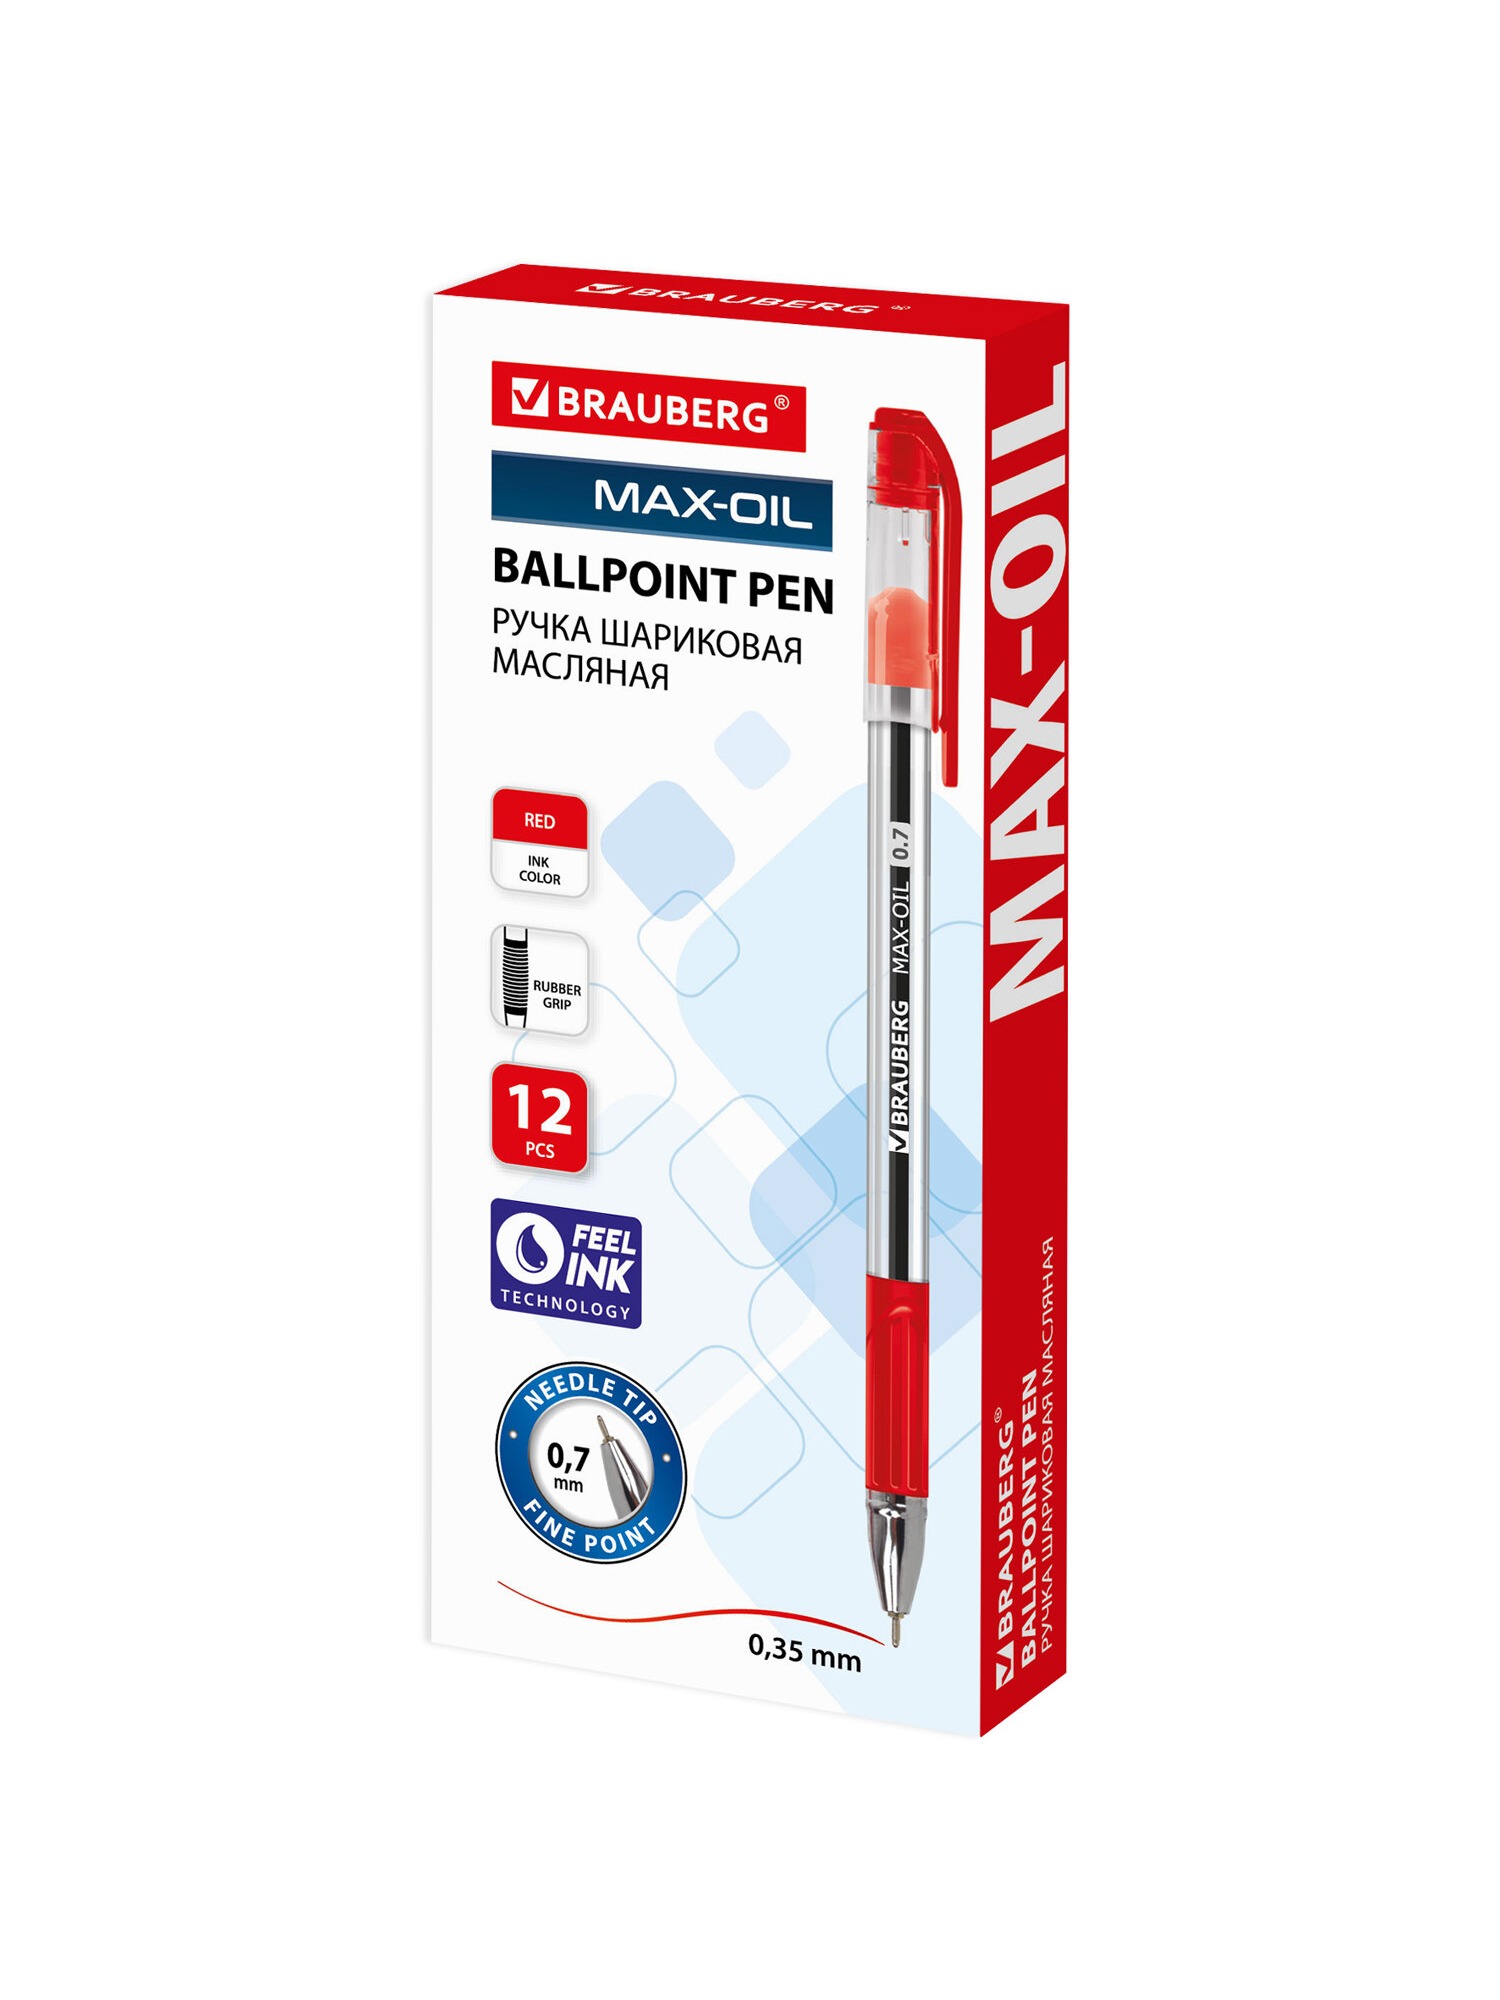 BRAUBERG
BRAUBERG®
MAX-OIL
BALLPOINT PEN
РУЧКА ШАРИКОВАЯ
МАСЛЯНАЯ
RED
INK
COLOR
RUBBER
GRIP
12
PCS
FEEL
INK
TECHNOLOGY
NEEDLE TIP
0,7
mm
FINE POINT
0,35 mm
BRAUBERG MAX-OIL 0.7
MAX-OIL
BRAUBERG®
BALLPOINT PEN
РУЧКА ШАРИКОВАЯ МАСЛЯНАЯ